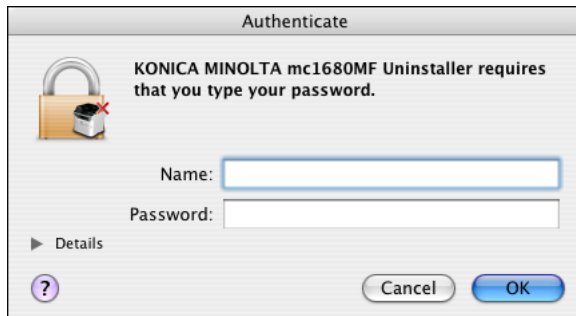 Authenticate
KONICA MINOLTA mc1680MF Uninstaller requires
that you type your password.
Name:
Password:
Details
?
Cancel
OK